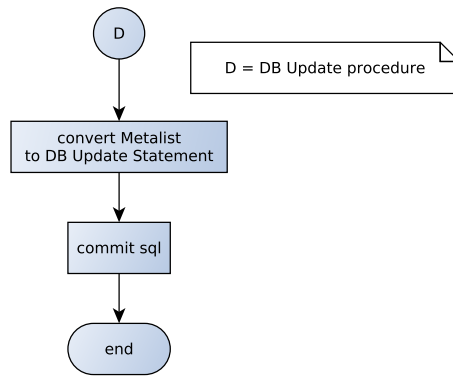 D
D = DB Update procedure
convert Metalist
to DB Update Statement
commit sql
end